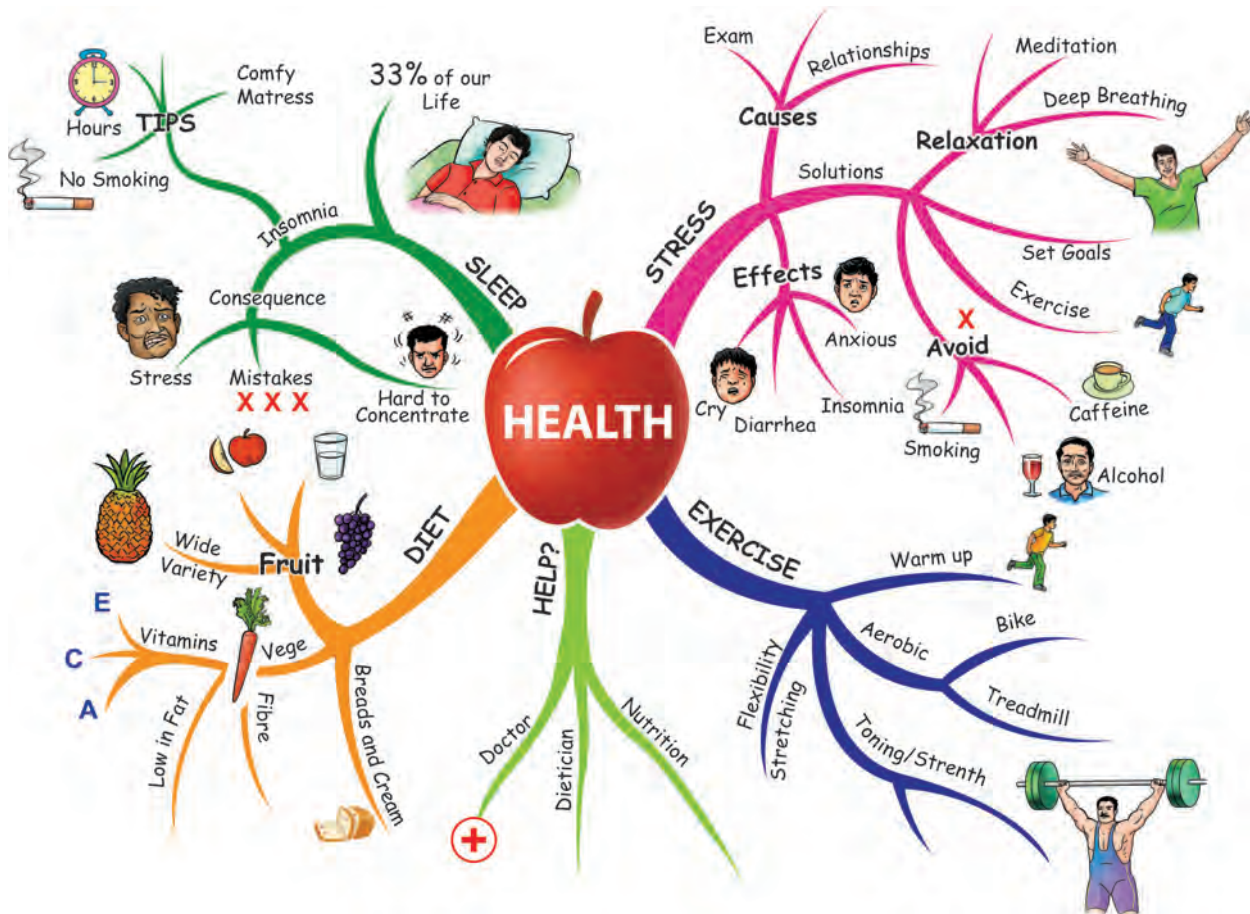 HEALTH
SLEEP
33% of our
Life
Insomnia
TIPS
Hours
Comfy
Matress
No Smoking
Consequence
Stress
Mistakes
X X X
Hard to
Concentrate
STRESS
Causes
Exam
Relationships
Solutions
Relaxation
Meditation
Deep Breathing
Set Goals
Exercise
X
Avoid
Caffeine
Smoking
Alcohol
Effects
Anxious
Insomnia
Diarrhea
Cry
DIET
Fruit
Wide
Variety
Vege
Vitamins
E
C
A
Low in Fat
Fibre
Breads and Cream
HELP?
Doctor
Dietician
Nutrition
EXERCISE
Warm up
Aerobic
Bike
Treadmill
Toning/Strenth
Flexibility
Stretching